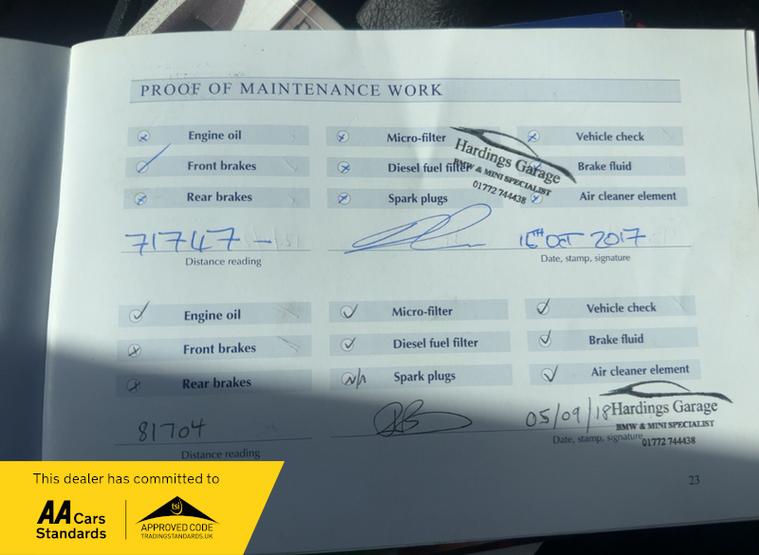 PROOF OF MAINTENANCE WORK
Engine oil Micro-filter Vehicle check
Front brakes Diesel fuel filter Brake fluid
Rear brakes Spark plugs Air cleaner element
Hardings Garage
BMW & MINI SPECIALIST
01772 744438
71747 - 16TH OCT 2017
Distance reading Date, stamp, signature
Engine oil Micro-filter Vehicle check
Front brakes Diesel fuel filter Brake fluid
Rear brakes N/A Spark plugs Air cleaner element
81704 05/09/18 Hardings Garage
BMW & MINI SPECIALIST
Distance reading Date, stamp, signature 01772 744438
23
This dealer has committed to
AA Cars
Standards
tsi
APPROVED CODE
TRADINGSTANDARDS.UK